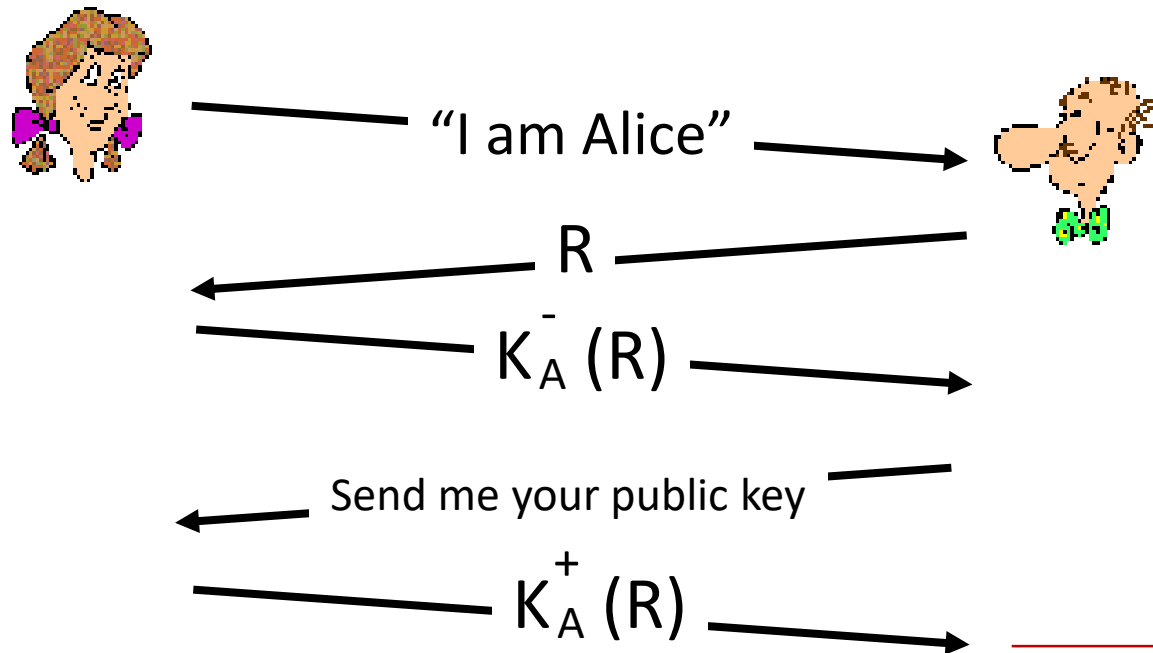 “I am Alice”
R
K_A^- (R)
Send me your public key
K_A^+ (R)